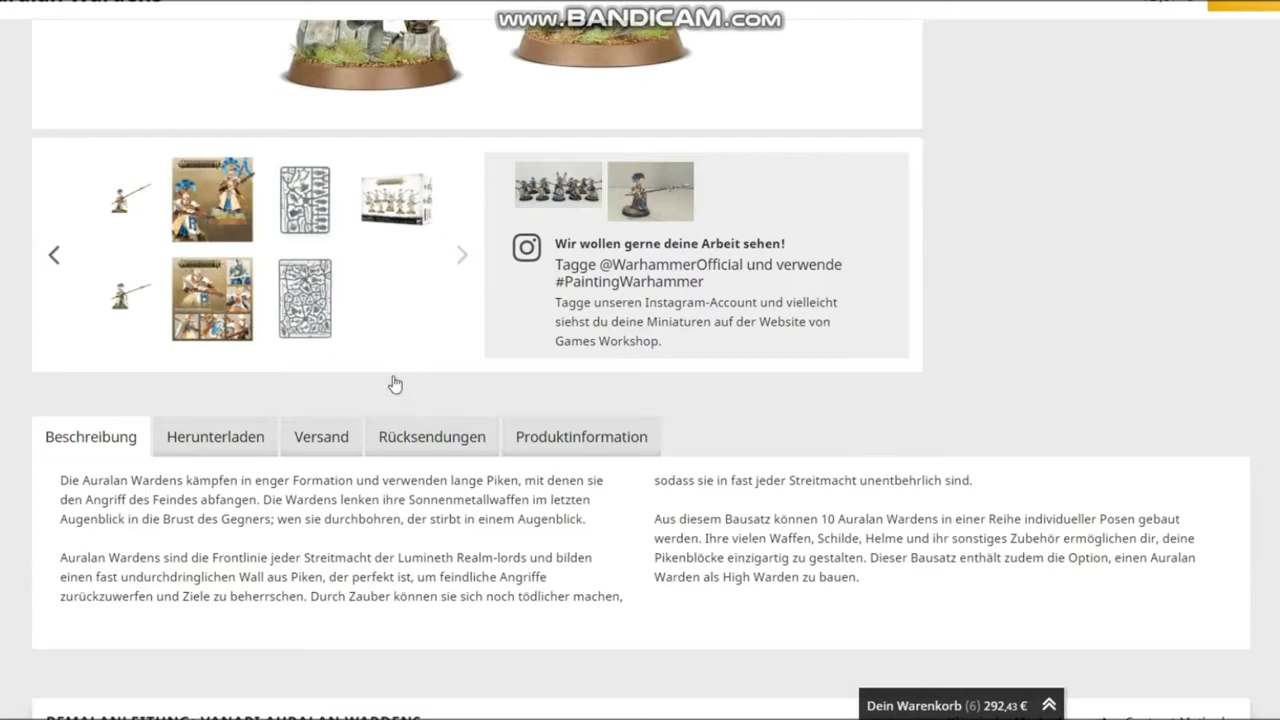 www.BANDICAM.com
Wir wollen gerne deine Arbeit sehen!
Tagge @WarhammerOfficial und verwende
#PaintingWarhammer
Tagge unseren Instagram-Account und vielleicht
siehst du deine Miniaturen auf der Website von
Games Workshop.
Beschreibung
Herunterladen
Versand
Rücksendungen
Produktinformation
Die Auralan Wardens kämpfen in enger Formation und verwenden lange Piken, mit denen sie
den Angriff des Feindes abfangen. Die Wardens lenken ihre Sonnenmetallwaffen im letzten
Augenblick in die Brust des Gegners; wen sie durchbohren, der stirbt in einem Augenblick.
Auralan Wardens sind die Frontlinie jeder Streitmacht der Lumineth Realm-lords und bilden
einen fast undurchdringlichen Wall aus Piken, der perfekt ist, um feindliche Angriffe
zurückzuwerfen und Ziele zu beherrschen. Durch Zauber können sie sich noch tödlicher machen,
sodass sie in fast jeder Streitmacht unentbehrlich sind.
Aus diesem Bausatz können 10 Auralan Wardens in einer Reihe individueller Posen gebaut
werden. Ihre vielen Waffen, Schilde, Helme und ihr sonstiges Zubehör ermöglichen dir, deine
Pikenblöcke einzigartig zu gestalten. Dieser Bausatz enthält zudem die Option, einen Auralan
Warden als High Warden zu bauen.
Dein Warenkorb (6) 292,43 €
BEMALANLEITUNG: VANARI AURALAN WARDENS